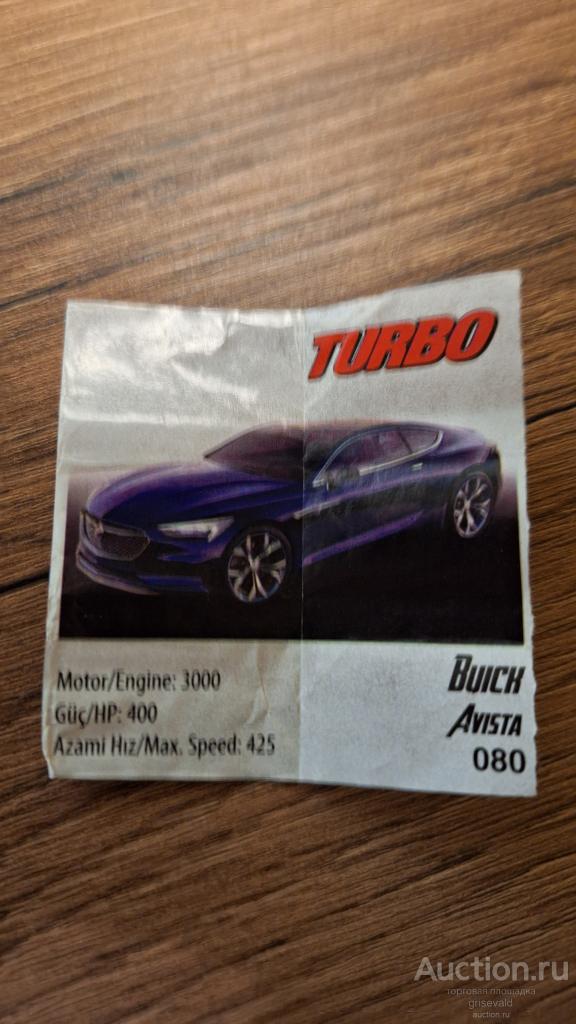 TURBO
Motor/Engine: 3000
Güç/HP: 400
Azami Hız/Max. Speed: 425
BUICK
AVISTA
080
Auction.ru
торговая площадка
grisevald
auction.ru